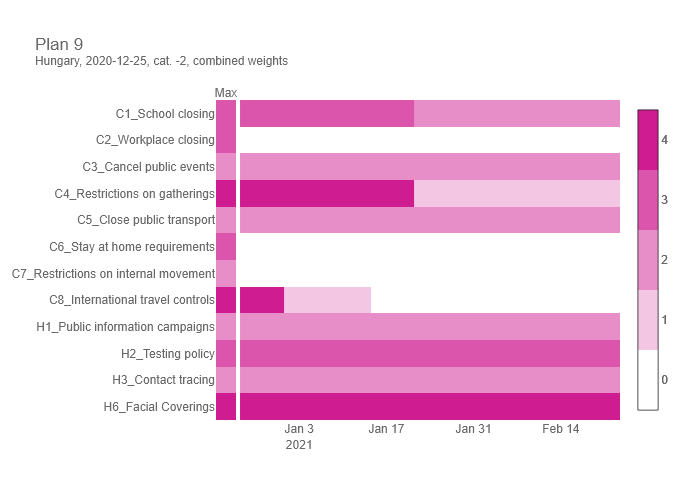 Plan 9
Hungary, 2020-12-25, cat. -2, combined weights
Max
C1_School closing
C2_Workplace closing
C3_Cancel public events
C4_Restrictions on gatherings
C5_Close public transport
C6_Stay at home requirements
C7_Restrictions on internal movement
C8_International travel controls
H1_Public information campaigns
H2_Testing policy
H3_Contact tracing
H6_Facial Coverings
Jan 3
2021
Jan 17
Jan 31
Feb 14
4
3
2
1
0